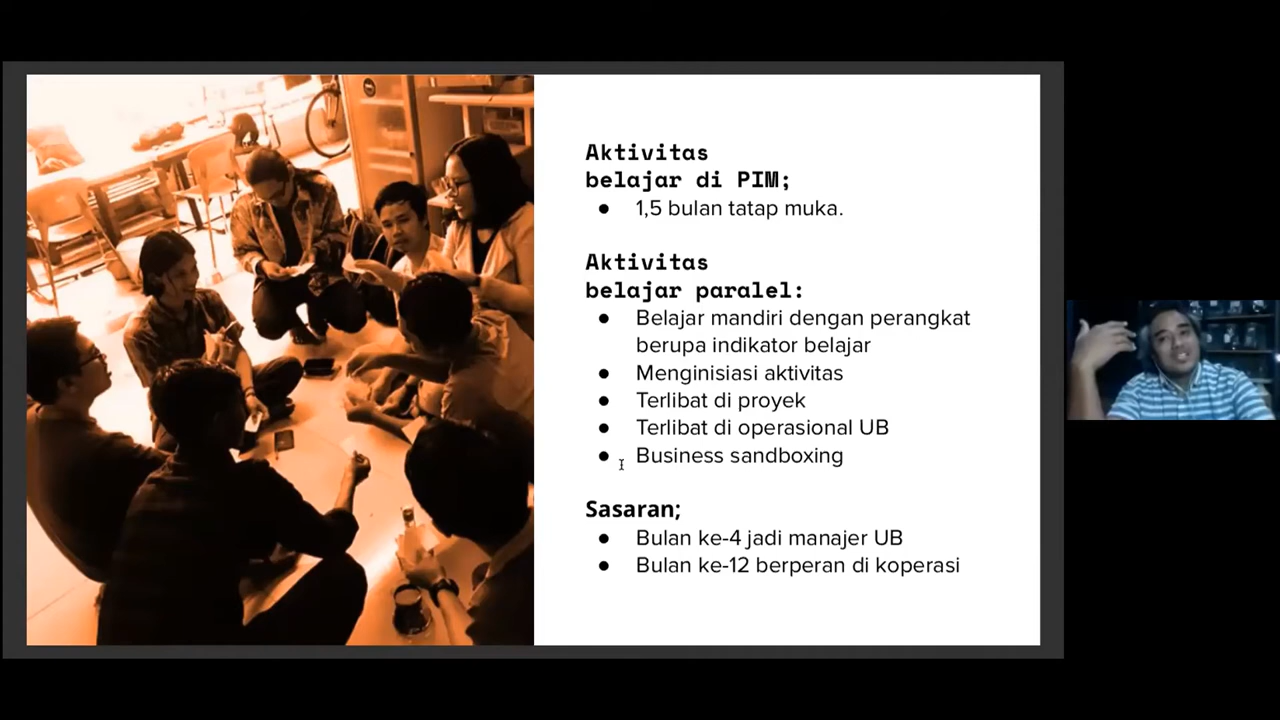 Aktivitas
belajar di PIM;
● 1,5 bulan tatap muka.
Aktivitas
belajar paralel:
● Belajar mandiri dengan perangkat
berupa indikator belajar
● Menginisiasi aktivitas
● Terlibat di proyek
● Terlibat di operasional UB
● Business sandboxing
Sasaran;
● Bulan ke-4 jadi manajer UB
● Bulan ke-12 berperan di koperasi